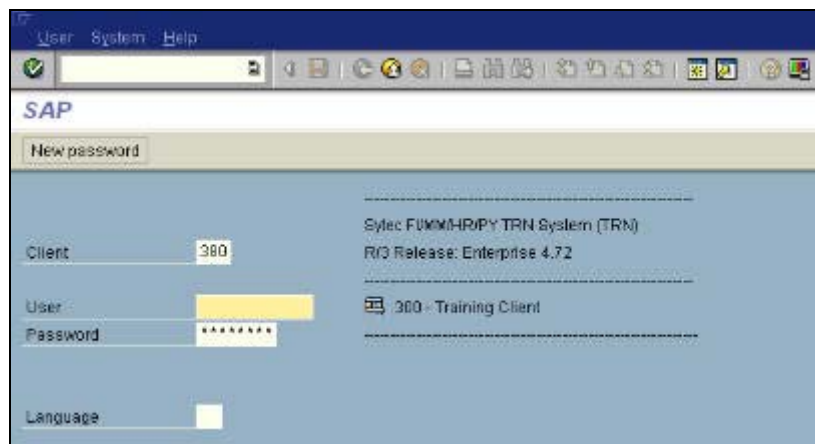 User System Help
SAP
New password
Sytec FI/MM/HR/PY TRN System (TRN)
Client 380
R/3 Release: Enterprise 4.72
User
380 - Training Client
Password ********
Language